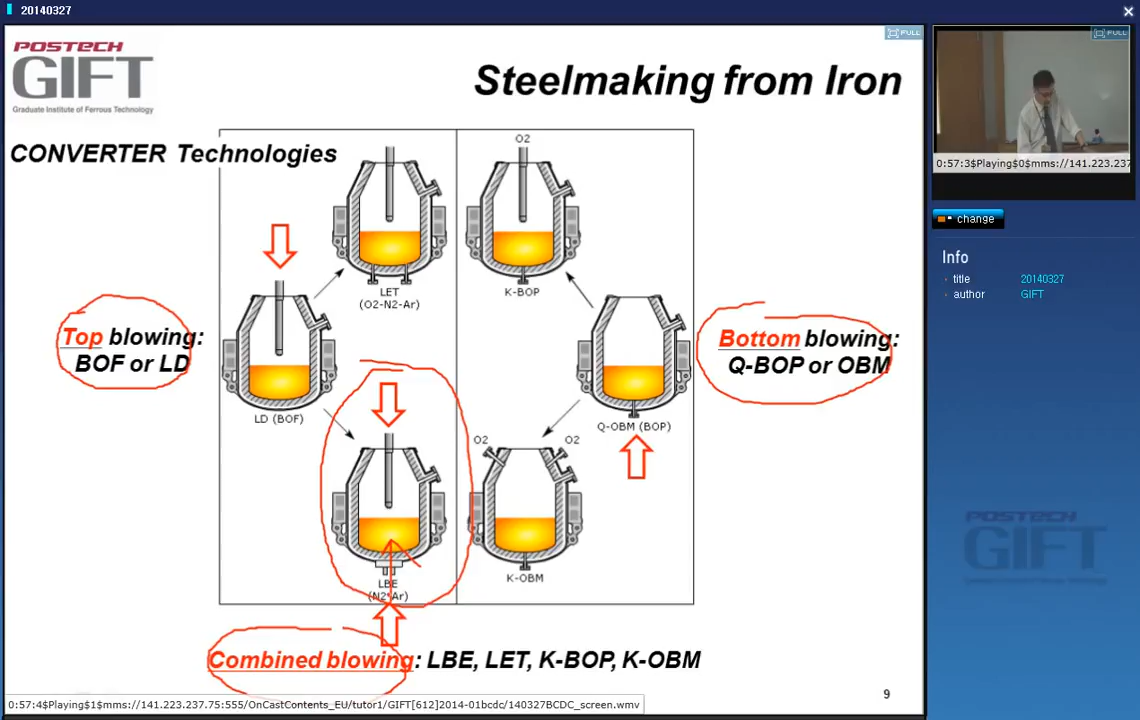 20140327
FULL
POSTECH
GIFT
Graduate Institute of Ferrous Technology
Steelmaking from Iron
CONVERTER Technologies
O2
LET
(O2-N2-Ar)
K-BOP
Top blowing:
BOF or LD
Bottom blowing:
Q-BOP or OBM
LD (BOF)
Q-OBM (BOP)
O2
O2
LBE
(N2-Ar)
K-OBM
Combined blowing: LBE, LET, K-BOP, K-OBM
9
0:57:4$Playing$1$mms://141.223.237.75:555/OnCastContents_EU/tutor1/GIFT[612]2014-01bcdc/140327BCDC_screen.wmv
FULL
0:57:3$Playing$0$mms://141.223.237
change
Info
title 20140327
author GIFT
POSTECH
GIFT